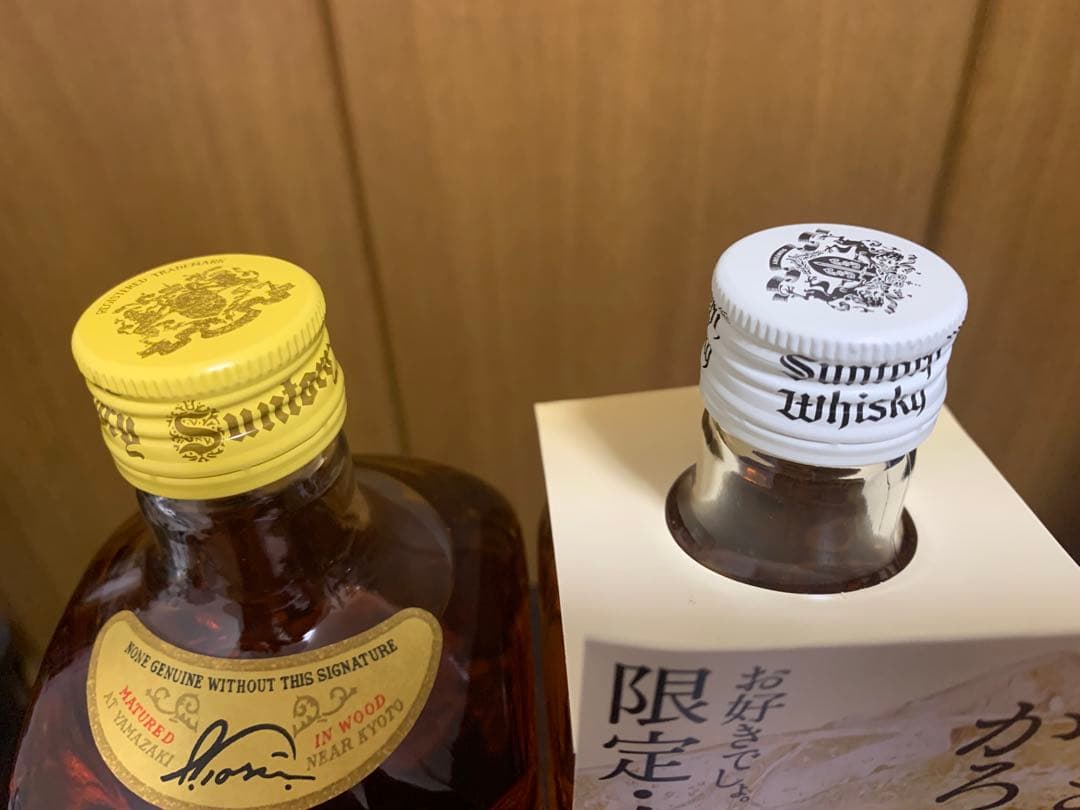 REGISTERED TRADEMARK
Suntory
NONE GENUINE WITHOUT THIS SIGNATURE
MATURED
AT YAMAZAKI
IN WOOD
NEAR KYOTO
Suntory
Whisky
限定
お好きでしょ。